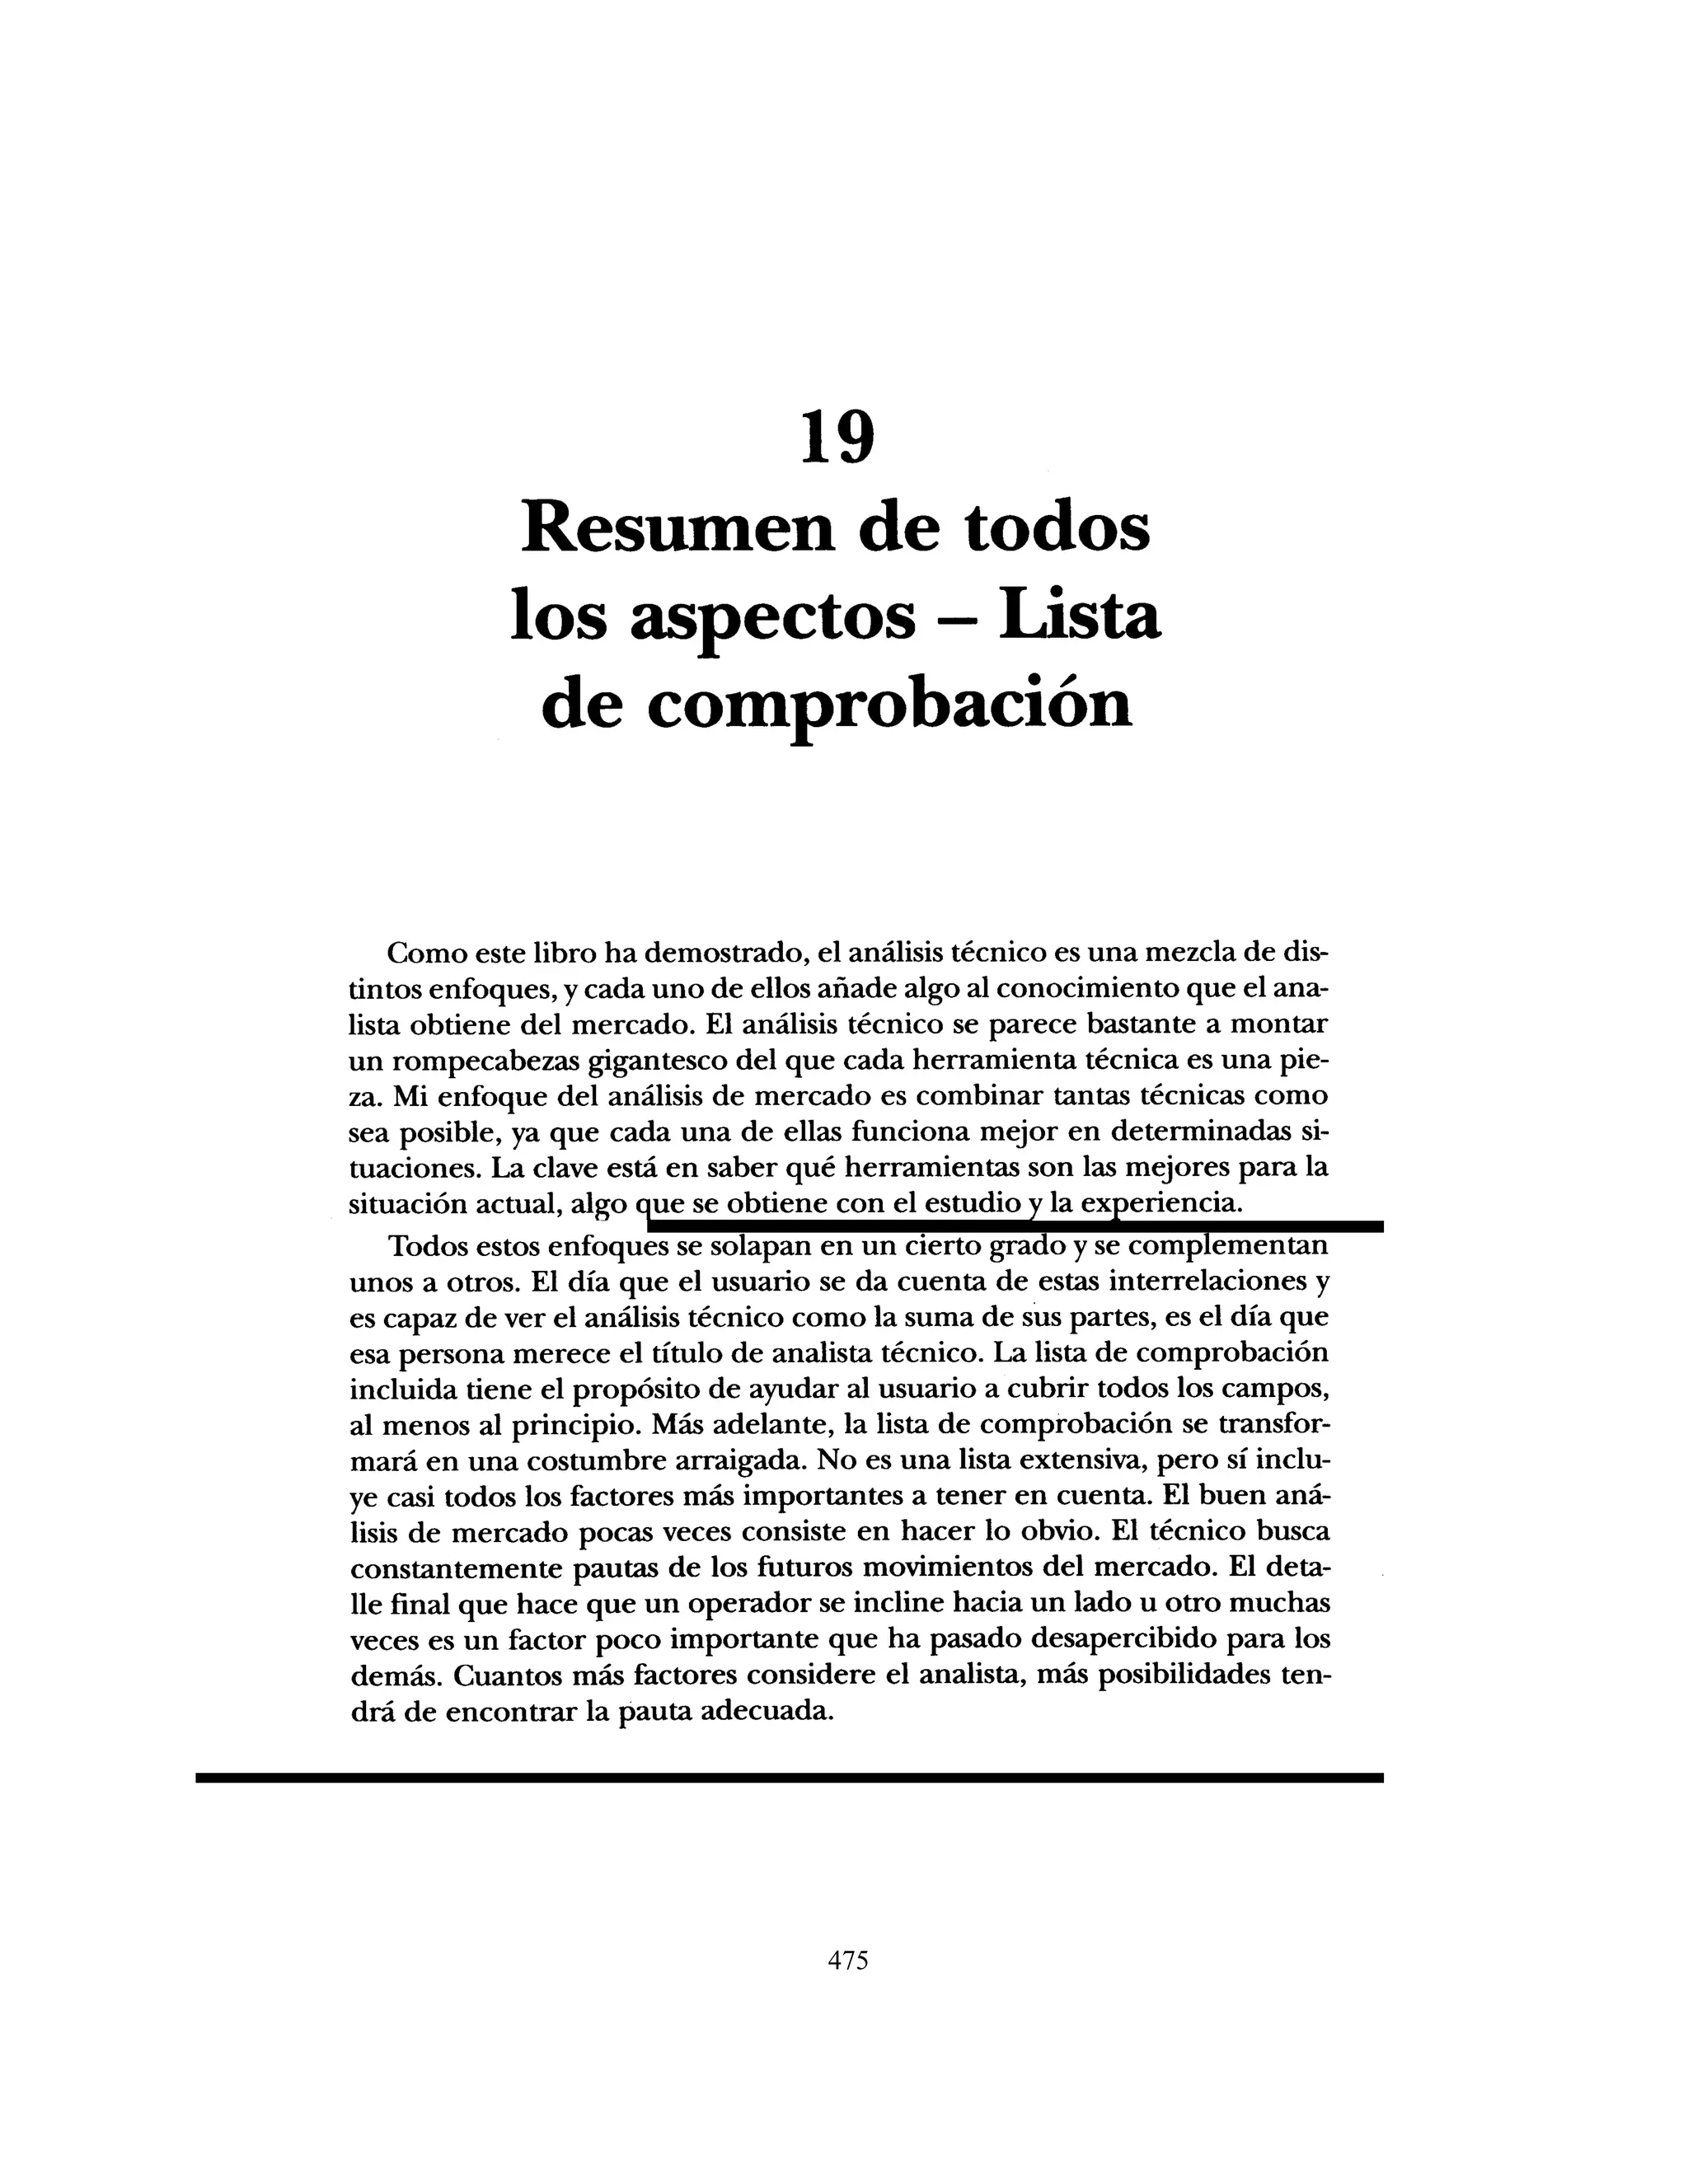 19
Resumen de todos
los aspectos – Lista
de comprobación
Como este libro ha demostrado, el análisis técnico es una mezcla de dis-
tintos enfoques, y cada uno de ellos añade algo al conocimiento que el ana-
lista obtiene del mercado. El análisis técnico se parece bastante a montar
un rompecabezas gigantesco del que cada herramienta técnica es una pie-
za. Mi enfoque del análisis de mercado es combinar tantas técnicas como
sea posible, ya que cada una de ellas funciona mejor en determinadas si-
tuaciones. La clave está en saber qué herramientas son las mejores para la
situación actual, algo que se obtiene con el estudio y la experiencia.
Todos estos enfoques se solapan en un cierto grado y se complementan
unos a otros. El día que el usuario se da cuenta de estas interrelaciones y
es capaz de ver el análisis técnico como la suma de sus partes, es el día que
esa persona merece el título de analista técnico. La lista de comprobación
incluida tiene el propósito de ayudar al usuario a cubrir todos los campos,
al menos al principio. Más adelante, la lista de comprobación se transfor-
mará en una costumbre arraigada. No es una lista extensiva, pero sí inclu-
ye casi todos los factores más importantes a tener en cuenta. El buen aná-
lisis de mercado pocas veces consiste en hacer lo obvio. El técnico busca
constantemente pautas de los futuros movimientos del mercado. El deta-
lle final que hace que un operador se incline hacia un lado u otro muchas
veces es un factor poco importante que ha pasado desapercibido para los
demás. Cuantos más factores considere el analista, más posibilidades ten-
drá de encontrar la pauta adecuada.
475